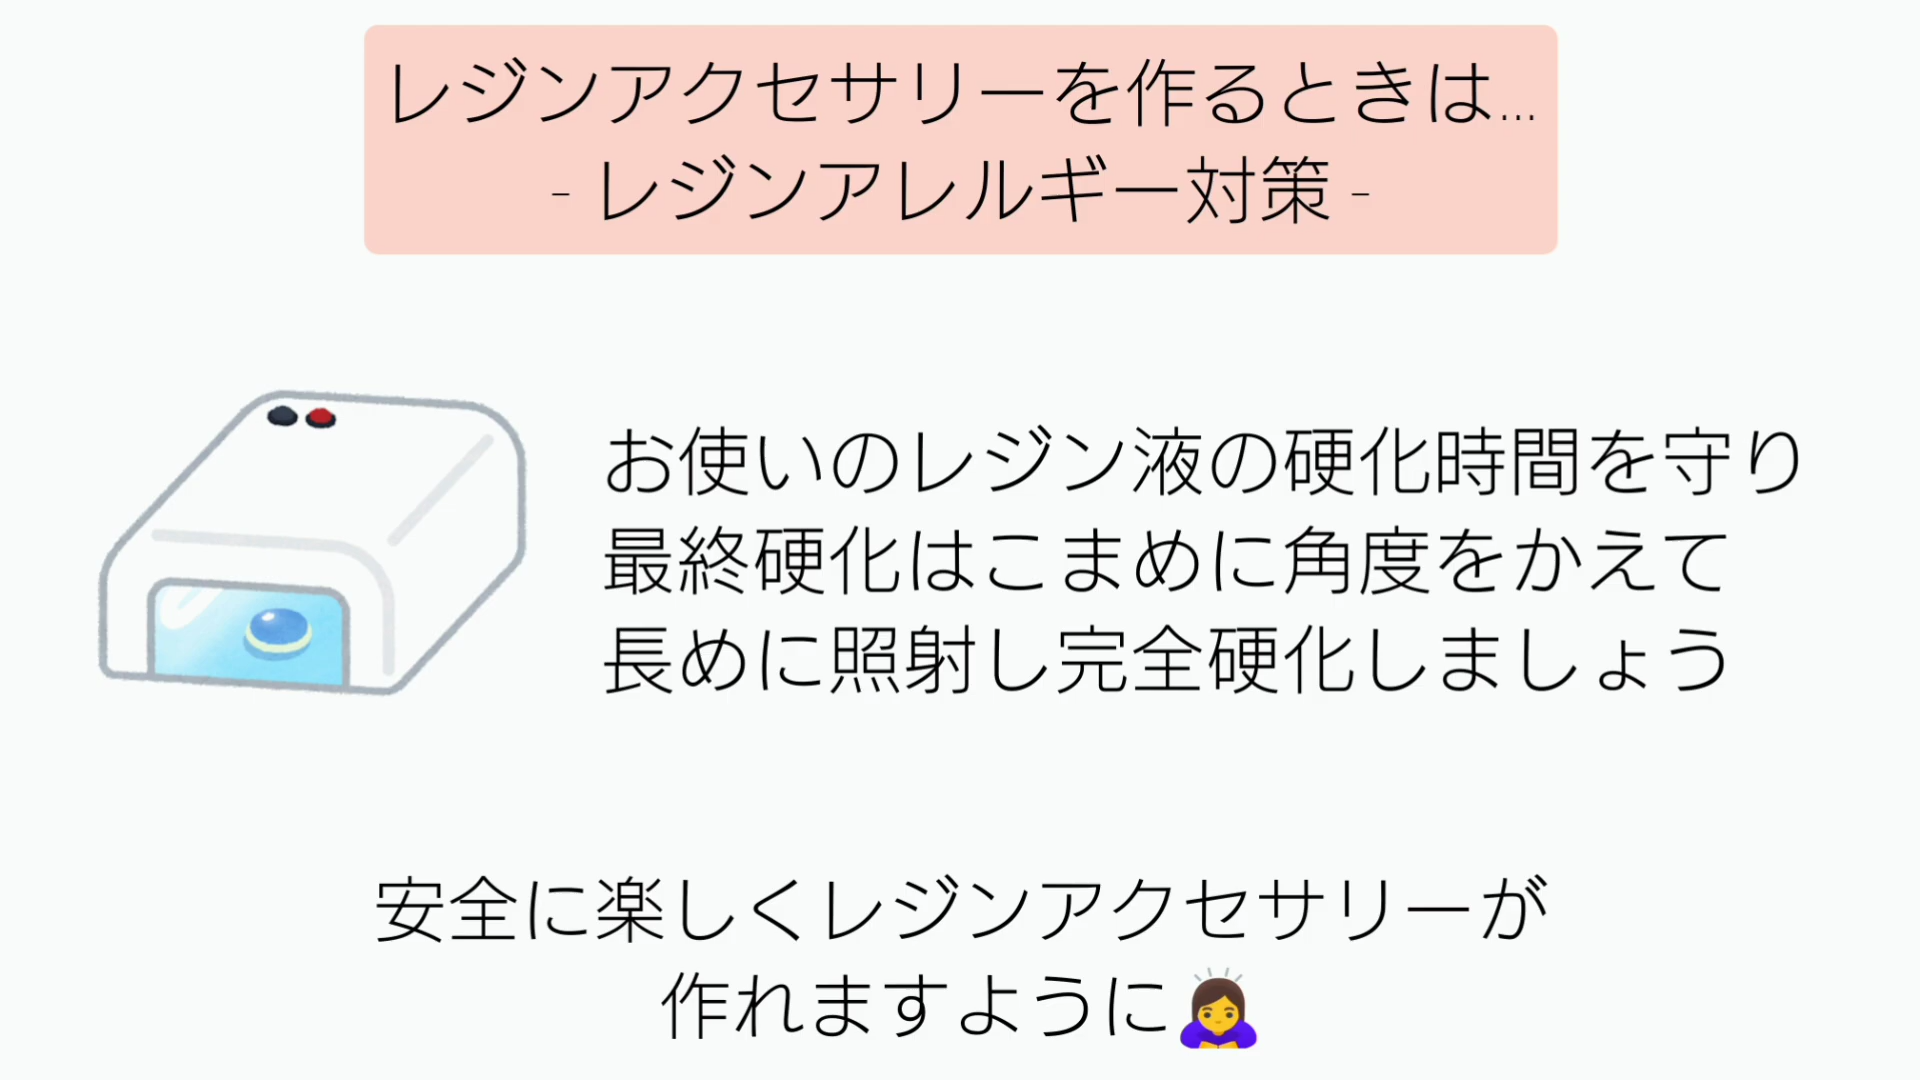 レジンアクセサリーを作るときは...
- レジンアレルギー対策 -
お使いのレジン液の硬化時間を守り
最終硬化はこまめに角度をかえて
長めに照射し完全硬化しましょう
安全に楽しくレジンアクセサリーが
作れますように🙇‍♀️